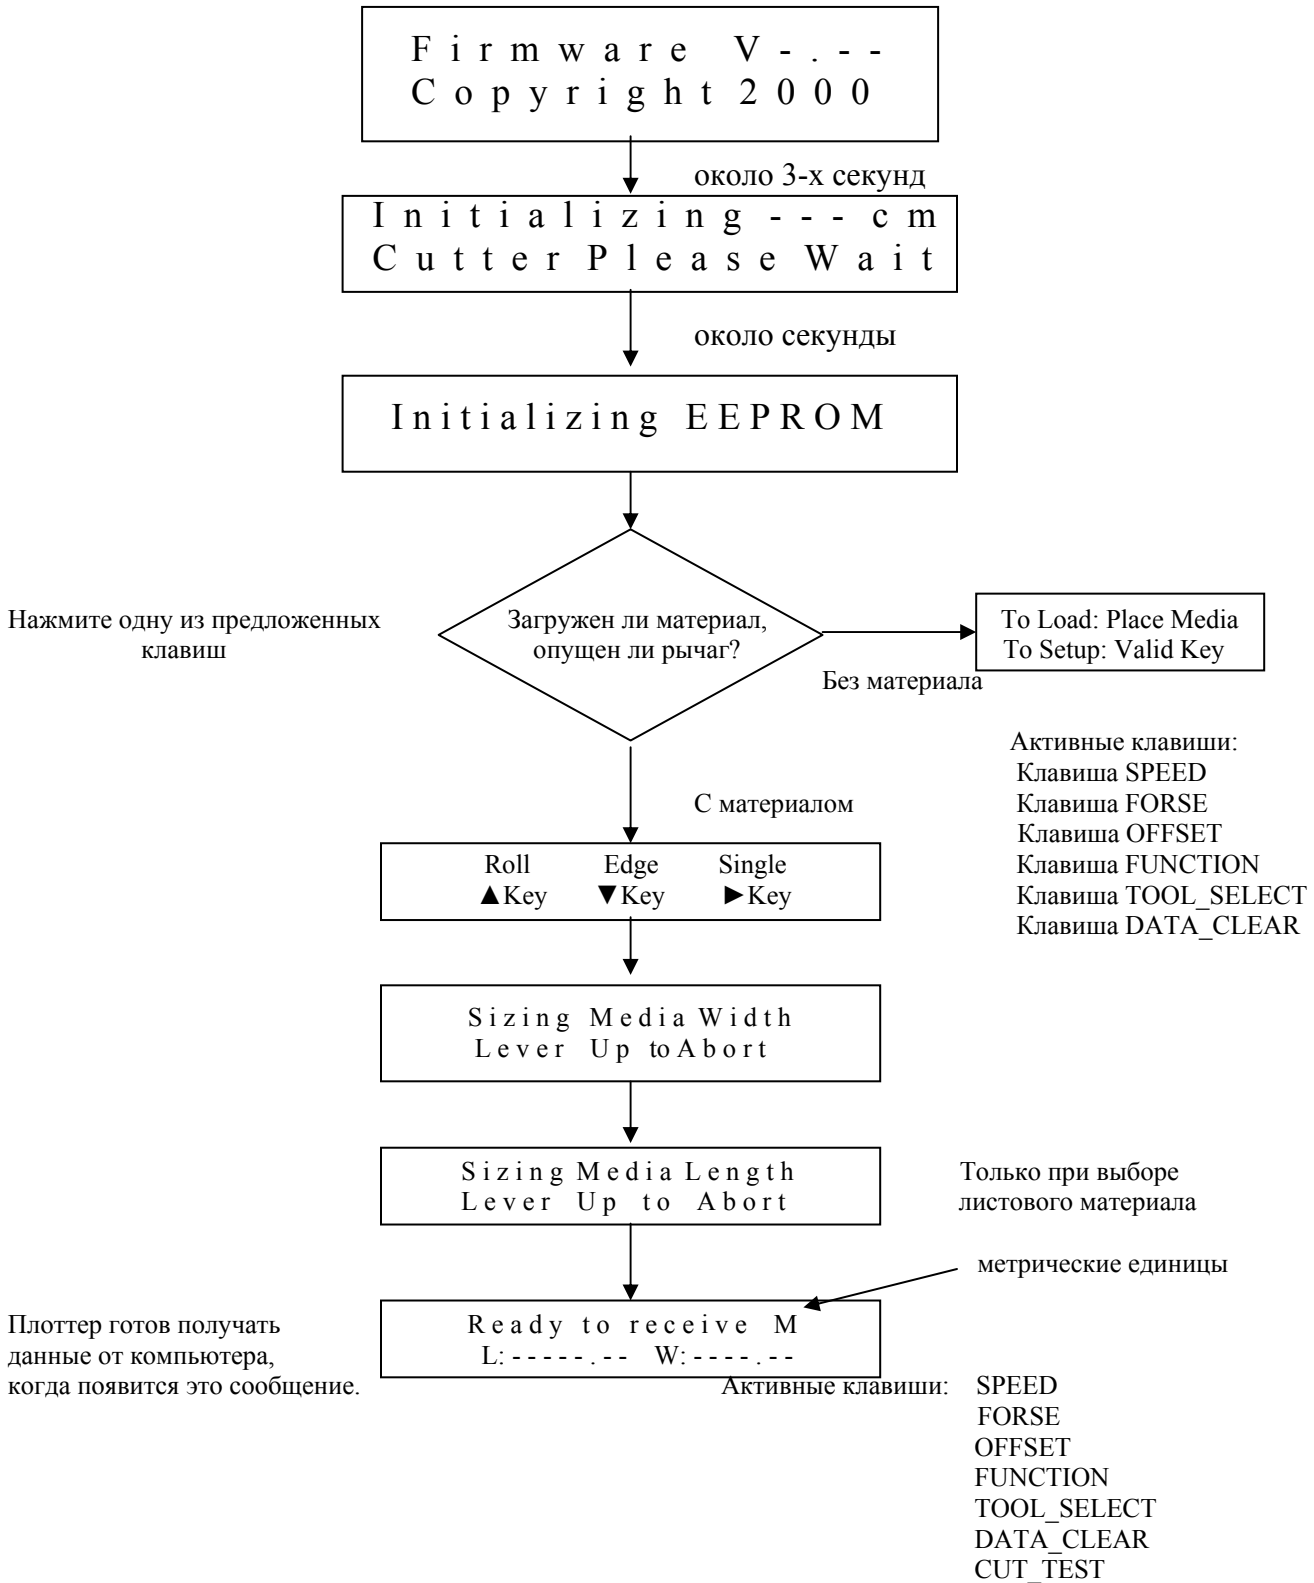 Firmware V-.--
Copyright 2000
около 3-х секунд
Initializing --- cm
Cutter Please Wait
около секунды
Initializing EEPROM
Нажмите одну из предложенных
клавиш
Загружен ли материал,
опущен ли рычаг?
To Load: Place Media
To Setup: Valid Key
Без материала
Активные клавиши:
Клавиша SPEED
Клавиша FORSE
Клавиша OFFSET
Клавиша FUNCTION
Клавиша TOOL_SELECT
Клавиша DATA_CLEAR
С материалом
Roll Edge Single
▲Key ▼Key ►Key
Sizing Media Width
Lever Up to Abort
Sizing Media Length
Lever Up to Abort
Только при выборе
листового материала
метрические единицы
Ready to receive M
L:-----.-- W:----.--
Плоттер готов получать
данные от компьютера,
когда появится это сообщение.
Активные клавиши: SPEED
FORSE
OFFSET
FUNCTION
TOOL_SELECT
DATA_CLEAR
CUT_TEST